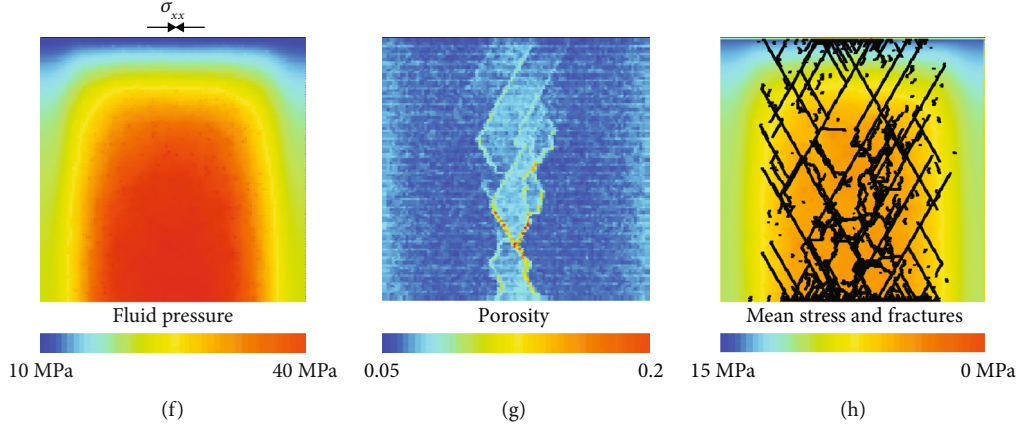 σxx
Fluid pressure
Porosity
Mean stress and fractures
10 MPa 40 MPa
0.05 0.2
15 MPa 0 MPa
(f) (g) (h)